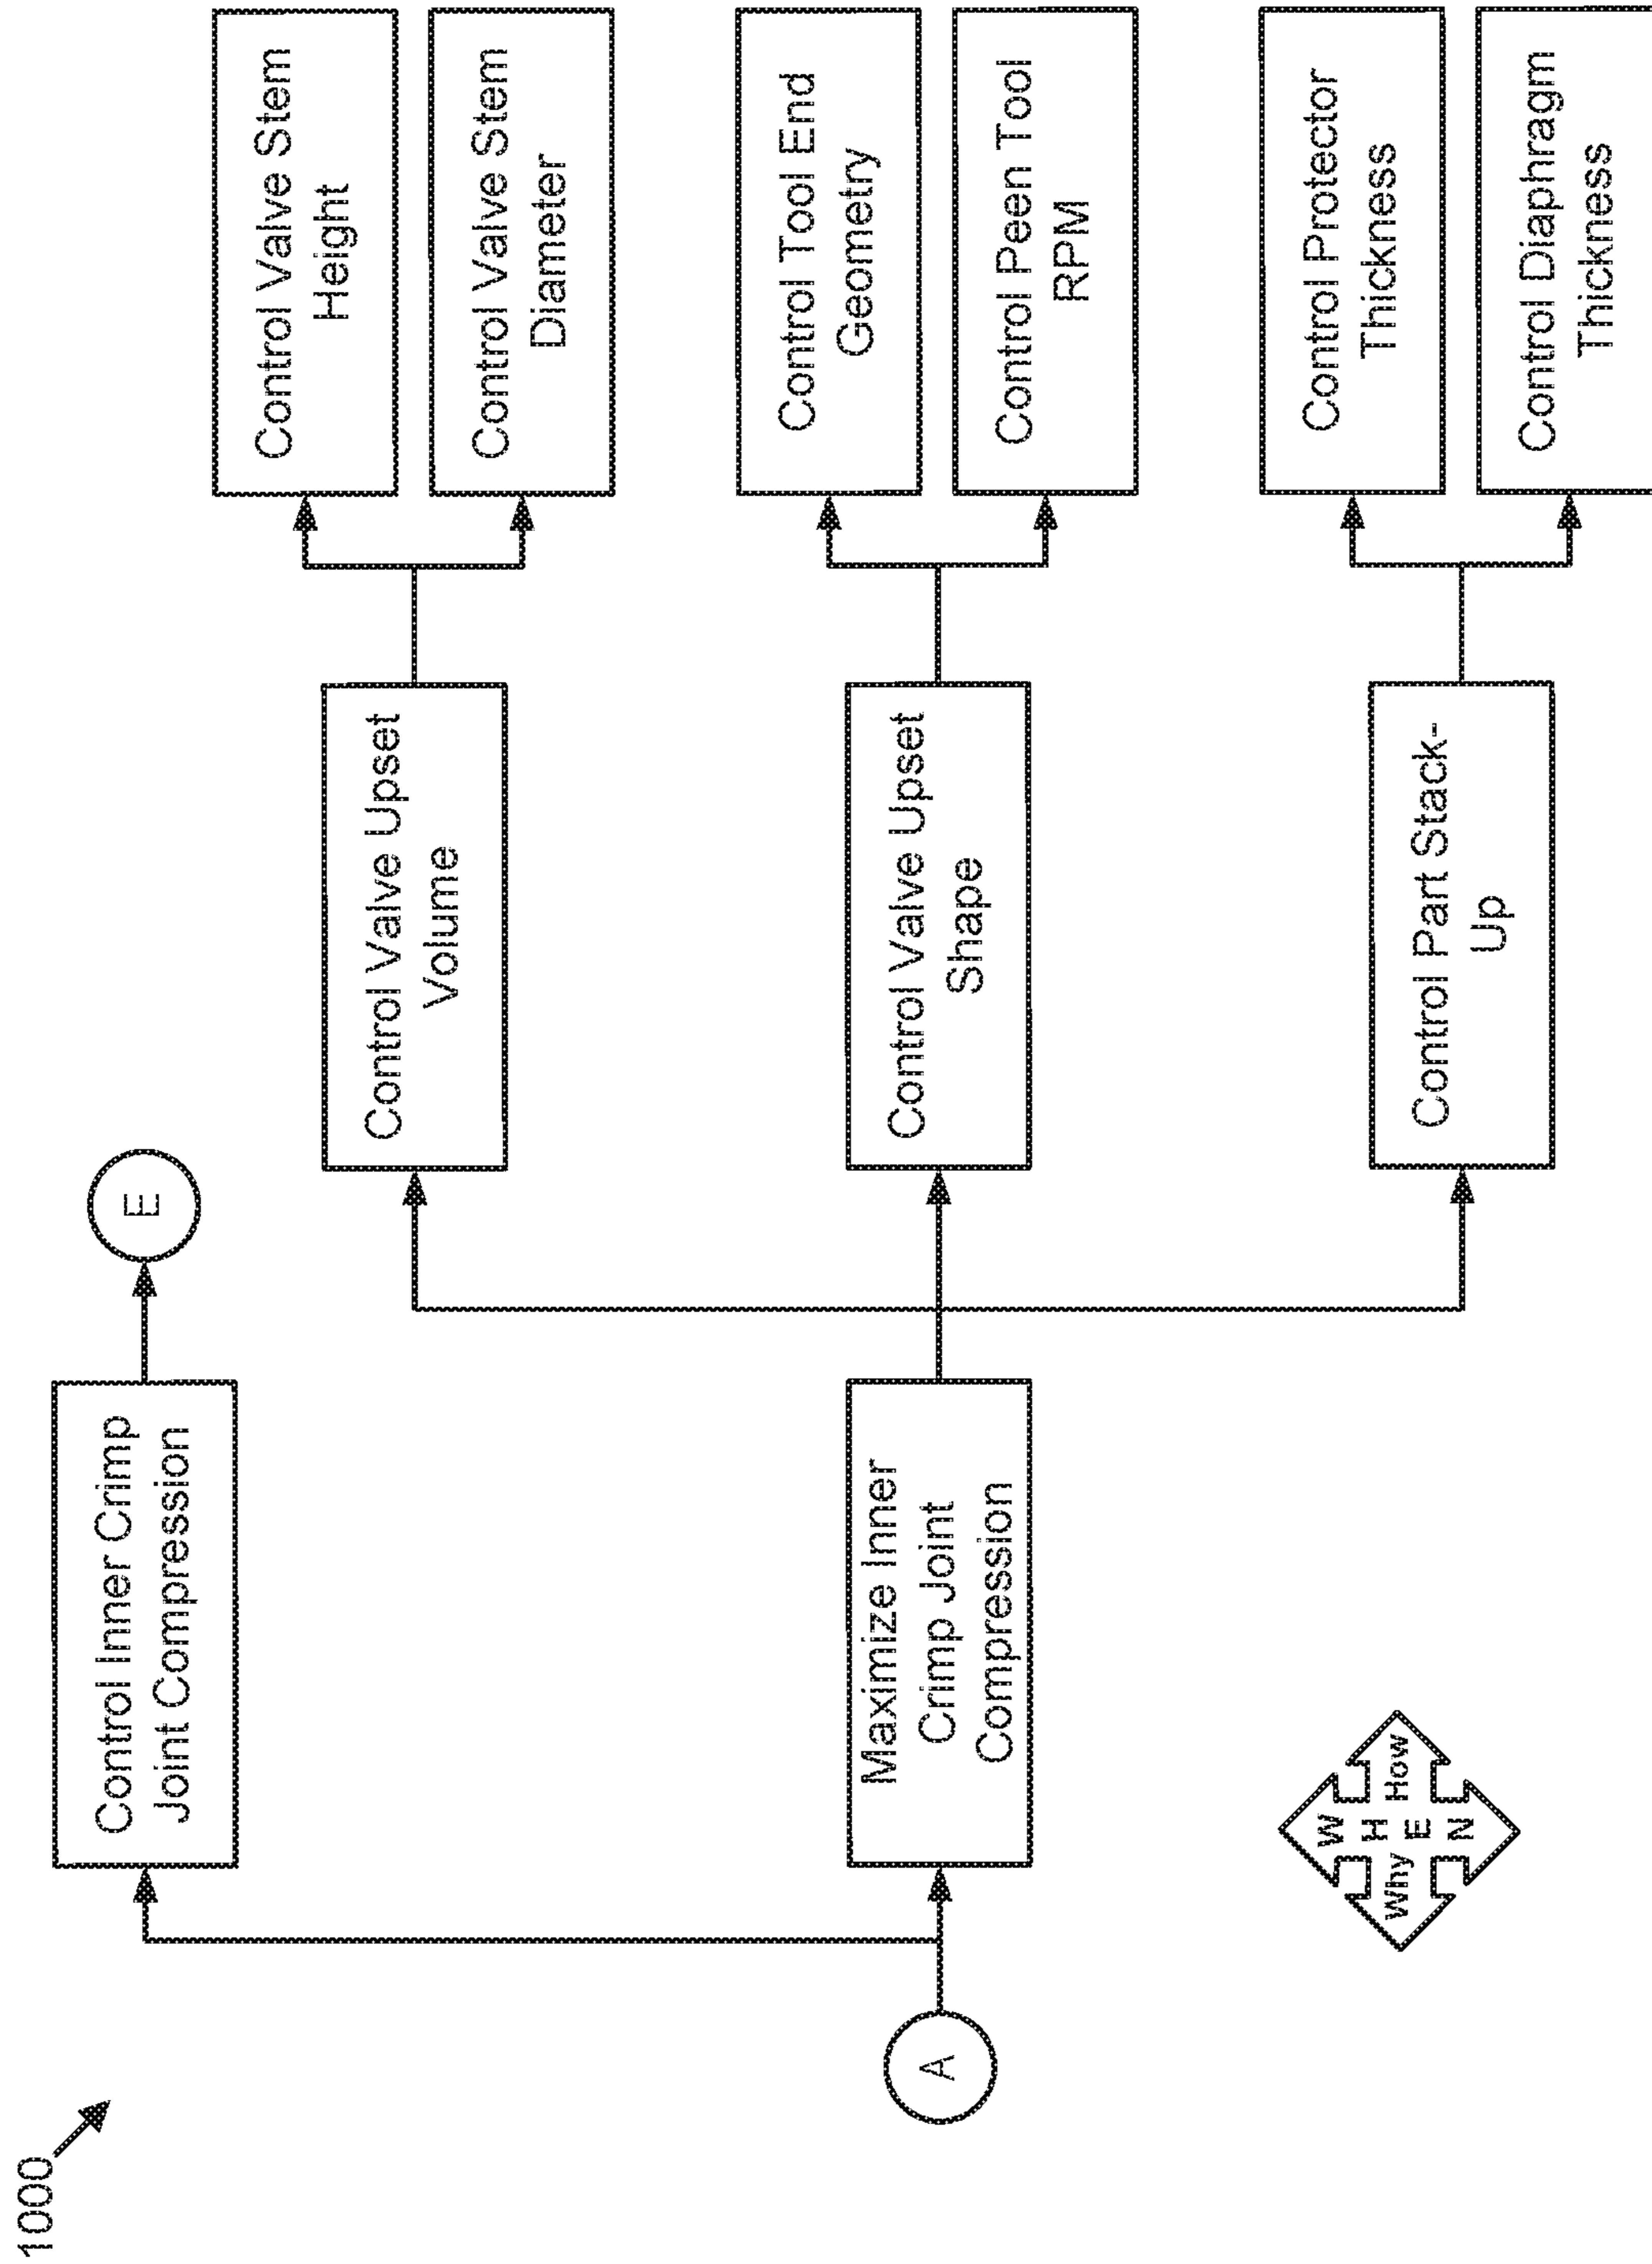 1000
Control Inner Crimp
Joint Compression
E
A
Maximize Inner
Crimp Joint
Compression
Control Valve Upset
Volume
Control Valve Upset
Shape
Control Part Stack-
Up
Control Valve Stem
Height
Control Valve Stem
Diameter
Control Tool End
Geometry
Control Peen Tool
RPM
Control Protector
Thickness
Control Diaphragm
Thickness
Why
WHEN
How